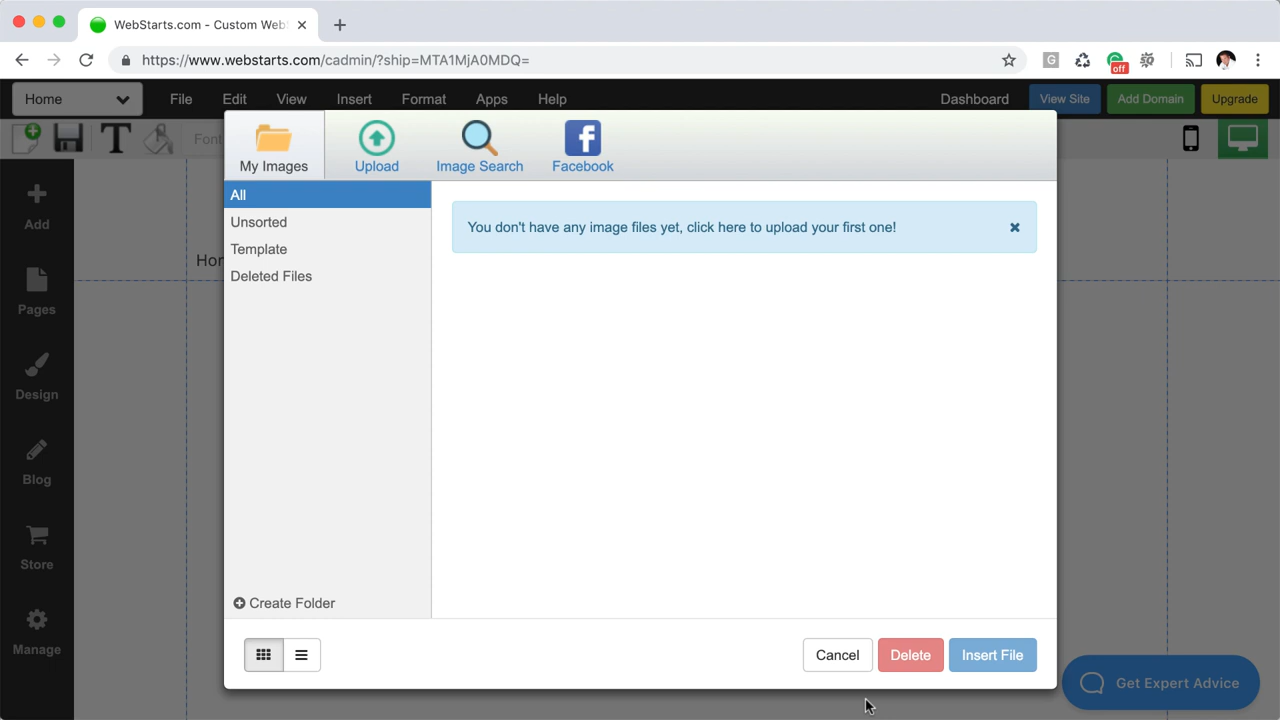 WebStarts.com - Custom Web
https://www.webstarts.com/cadmin/?ship=MTA1MjA0MDQ=
off
Home File Edit View Insert Format Apps Help Dashboard View Site Add Domain Upgrade
Font
My Images Upload Image Search Facebook
All
Unsorted
Template
Deleted Files
You don't have any image files yet, click here to upload your first one!
Add
Pages
Design
Blog
Store
Manage
Create Folder
Cancel Delete Insert File
Get Expert Advice